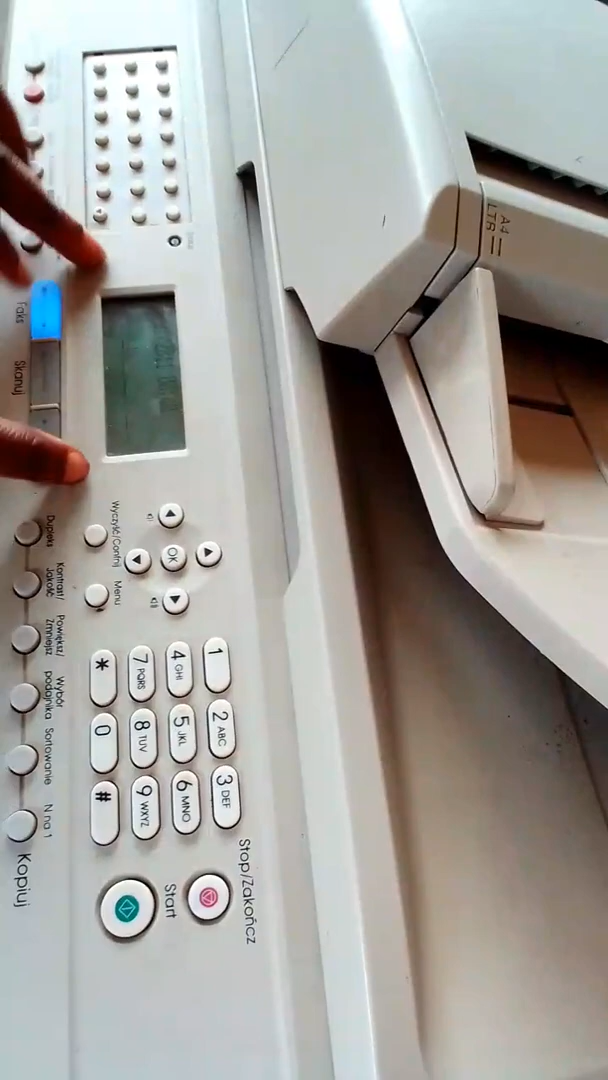 A4
LTR
Faks
Skanuj
Wyczyść/Cofnij
Menu
OK
Dupleks
Kontrast/
Jakość
Powiększ/
Zmniejsz
Wybór
podajnika
Sortowanie
N na 1
Kopiuj
1
2 ABC
3 DEF
4 GHI
5 JKL
6 MNO
7 PQRS
8 TUV
9 WXYZ
*
0
#
Stop/Zakończ
Start